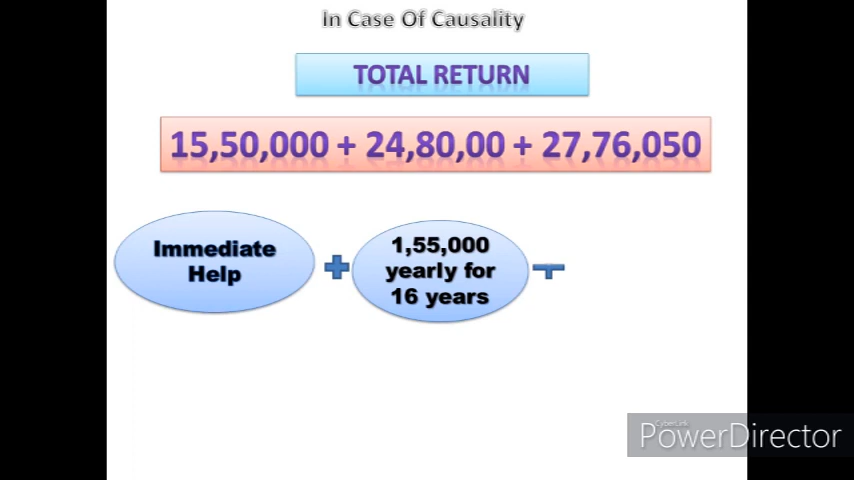 In Case Of Causality
TOTAL RETURN
15,50,000 + 24,80,00 + 27,76,050
Immediate
Help
+
1,55,000
yearly for
16 years
CyberLink
PowerDirector